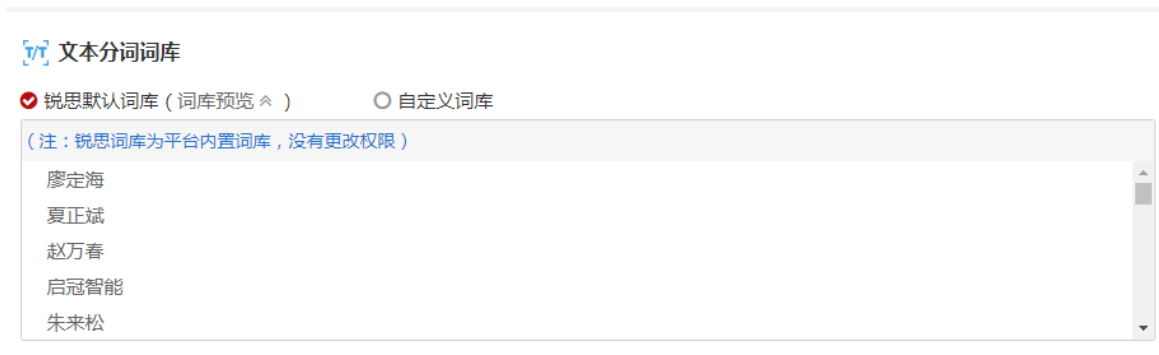 T/T 文本分词词库
锐思默认词库 ( 词库预览 ) 自定义词库
( 注：锐思词库为平台内置词库，没有更改权限 )
廖定海
夏正斌
赵万春
启冠智能
朱来松